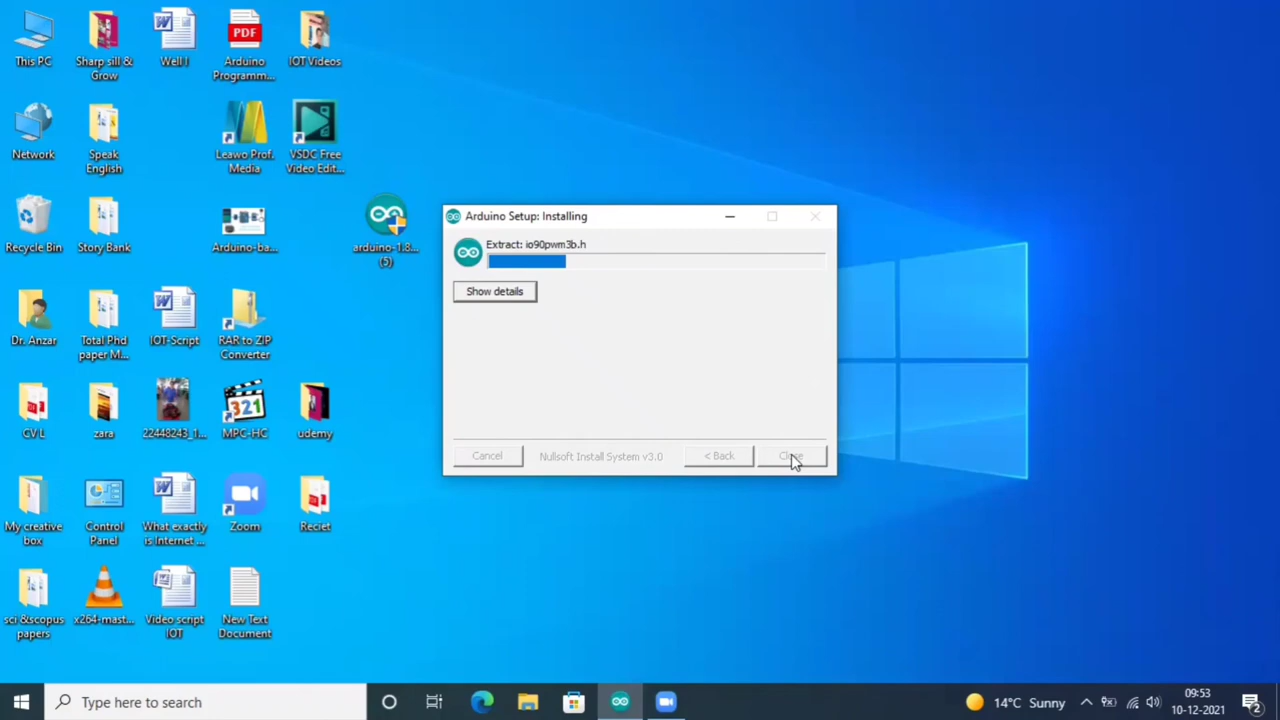 This PC
Sharp sill &
Grow
Well I
PDF
Arduino
Programm...
IOT Videos
Network
Speak
English
Leawo Prof.
Media
VSDC Free
Video Edit...
Recycle Bin
Story Bank
Arduino-ba...
arduino-1.8...
(5)
Dr. Anzar
Total Phd
paper M...
IOT-Script
RAR to ZIP
Converter
CV L
zara
22448243_1...
321
MPC-HC
udemy
My creative
box
Control
Panel
What exactly
is Internet ...
Zoom
Reciet
sci &scopus
papers
x264-mast...
Video script
IOT
New Text
Document
Arduino Setup: Installing
Extract: io90pwm3b.h
Show details
Cancel
Nullsoft Install System v3.0
< Back
Close
Type here to search
14°C Sunny
09:53
10-12-2021
2